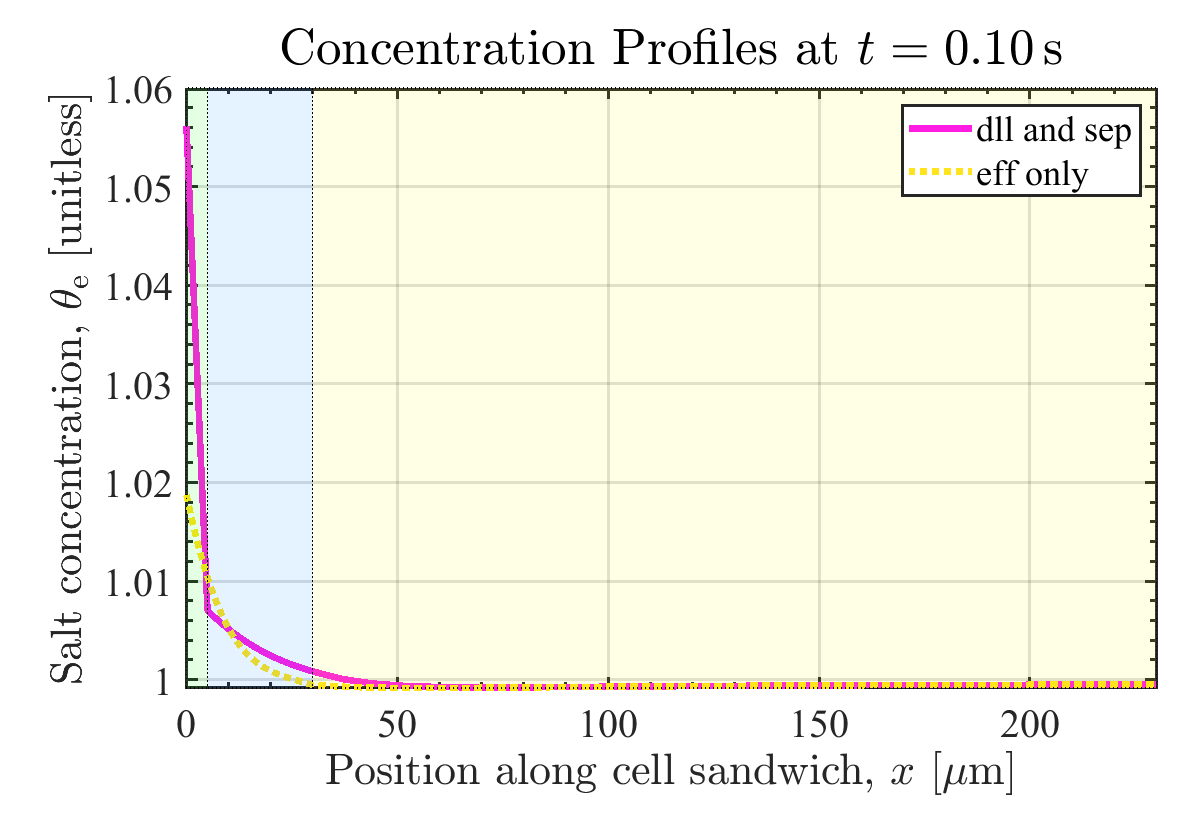 Concentration Profiles at t = 0.10 s
Salt concentration, θe [unitless]
1.06
1.05
1.04
1.03
1.02
1.01
1
dll and sep
eff only
0
50
100
150
200
Position along cell sandwich, x [μm]